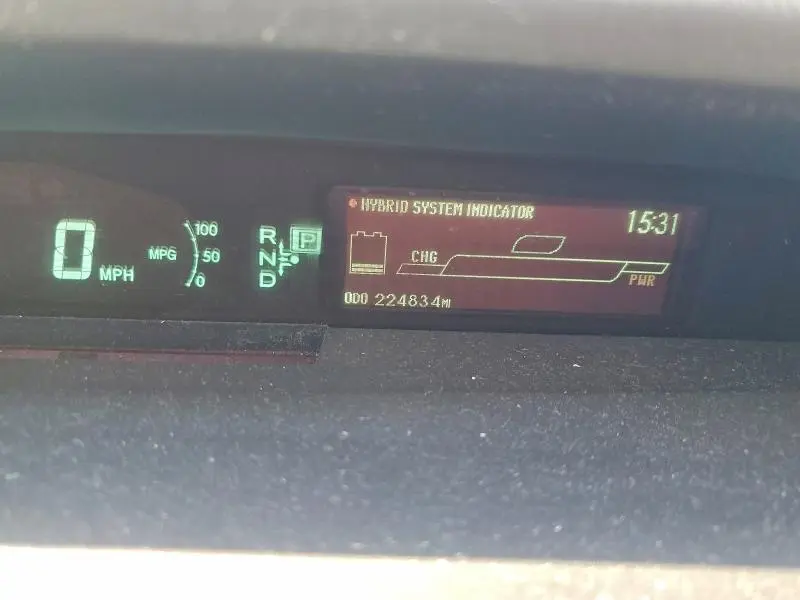 HYBRID SYSTEM INDICATOR
15:31
0 MPH
MPG
100
50
0
R
N
D
P
CHG
PWR
ODO 224834MI